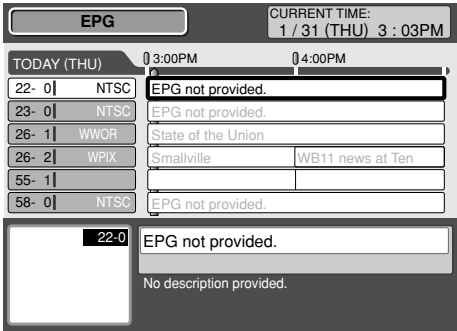 EPG
CURRENT TIME:
1 / 31 (THU) 3 : 03PM
TODAY (THU) 3:00PM 4:00PM
22- 0 NTSC EPG not provided.
23- 0 NTSC EPG not provided.
26- 1 WWOR State of the Union
26- 2 WPIX Smallville WB11 news at Ten
55- 1
58- 0 NTSC EPG not provided.
22-0 EPG not provided.
No description provided.